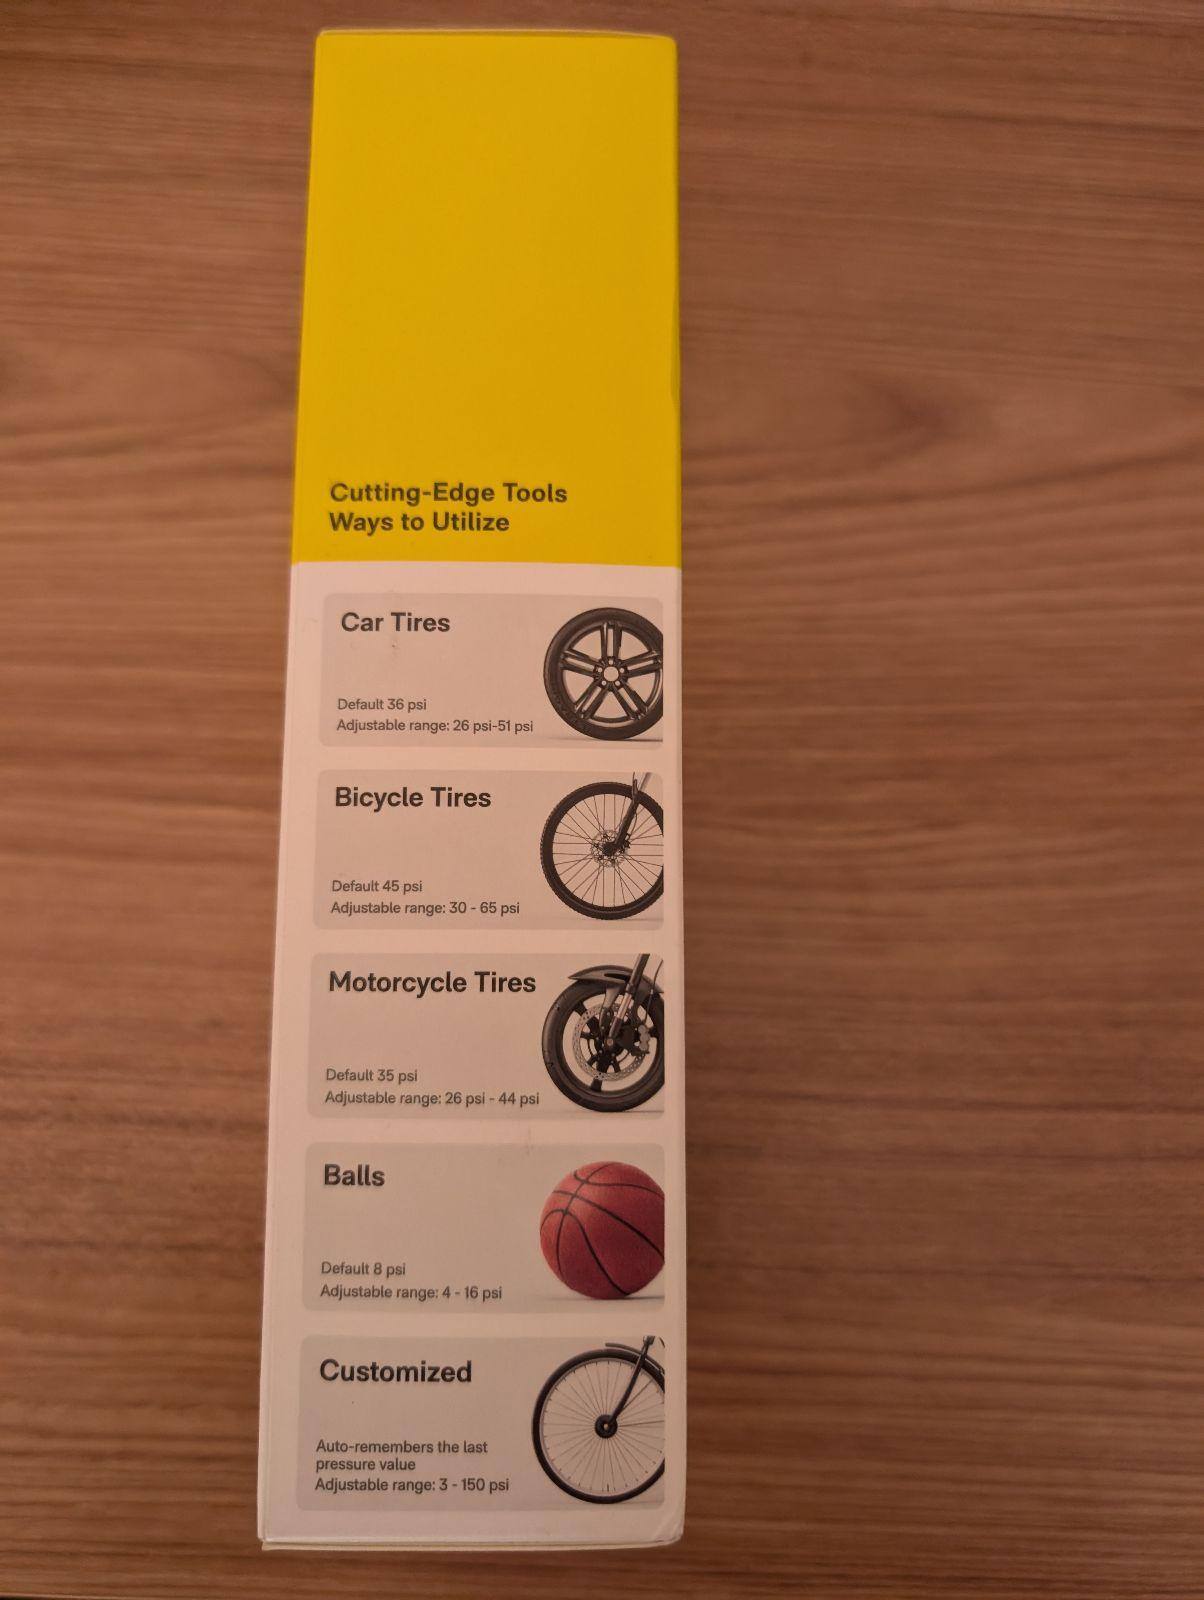 Cutting-Edge Tools
Ways to Utilize
Car Tires
Default 36 psi
Adjustable range: 26 psi-51 psi
Bicycle Tires
Default 45 psi
Adjustable range: 30 - 65 psi
Motorcycle Tires
Default 35 psi
Adjustable range: 26 psi - 44 psi
Balls
Default 8 psi
Adjustable range: 4 - 16 psi
Customized
Auto-remembers the last
pressure value
Adjustable range: 3 - 150 psi